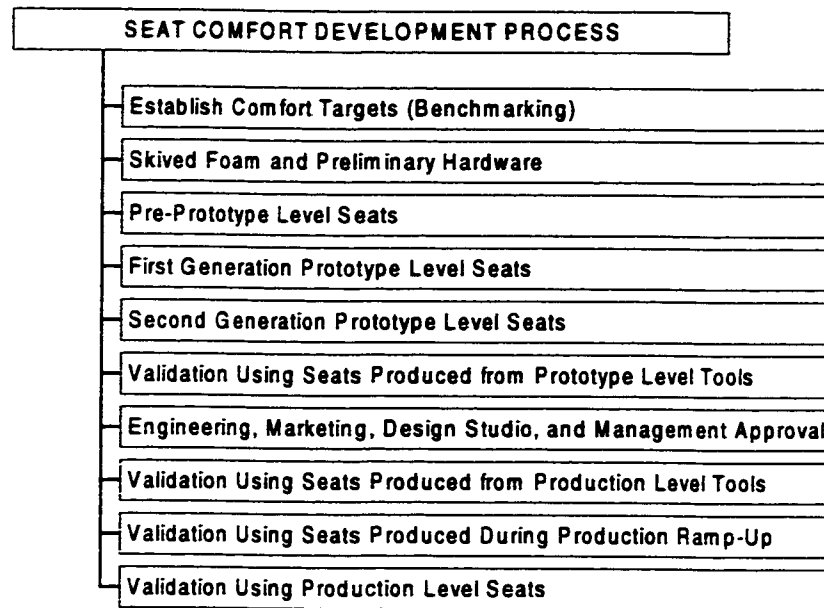 SEAT COMFORT DEVELOPMENT PROCESS
Establish Comfort Targets (Benchmarking)
Skived Foam and Preliminary Hardware
Pre-Prototype Level Seats
First Generation Prototype Level Seats
Second Generation Prototype Level Seats
Validation Using Seats Produced from Prototype Level Tools
Engineering, Marketing, Design Studio, and Management Approval
Validation Using Seats Produced from Production Level Tools
Validation Using Seats Produced During Production Ramp-Up
Validation Using Production Level Seats